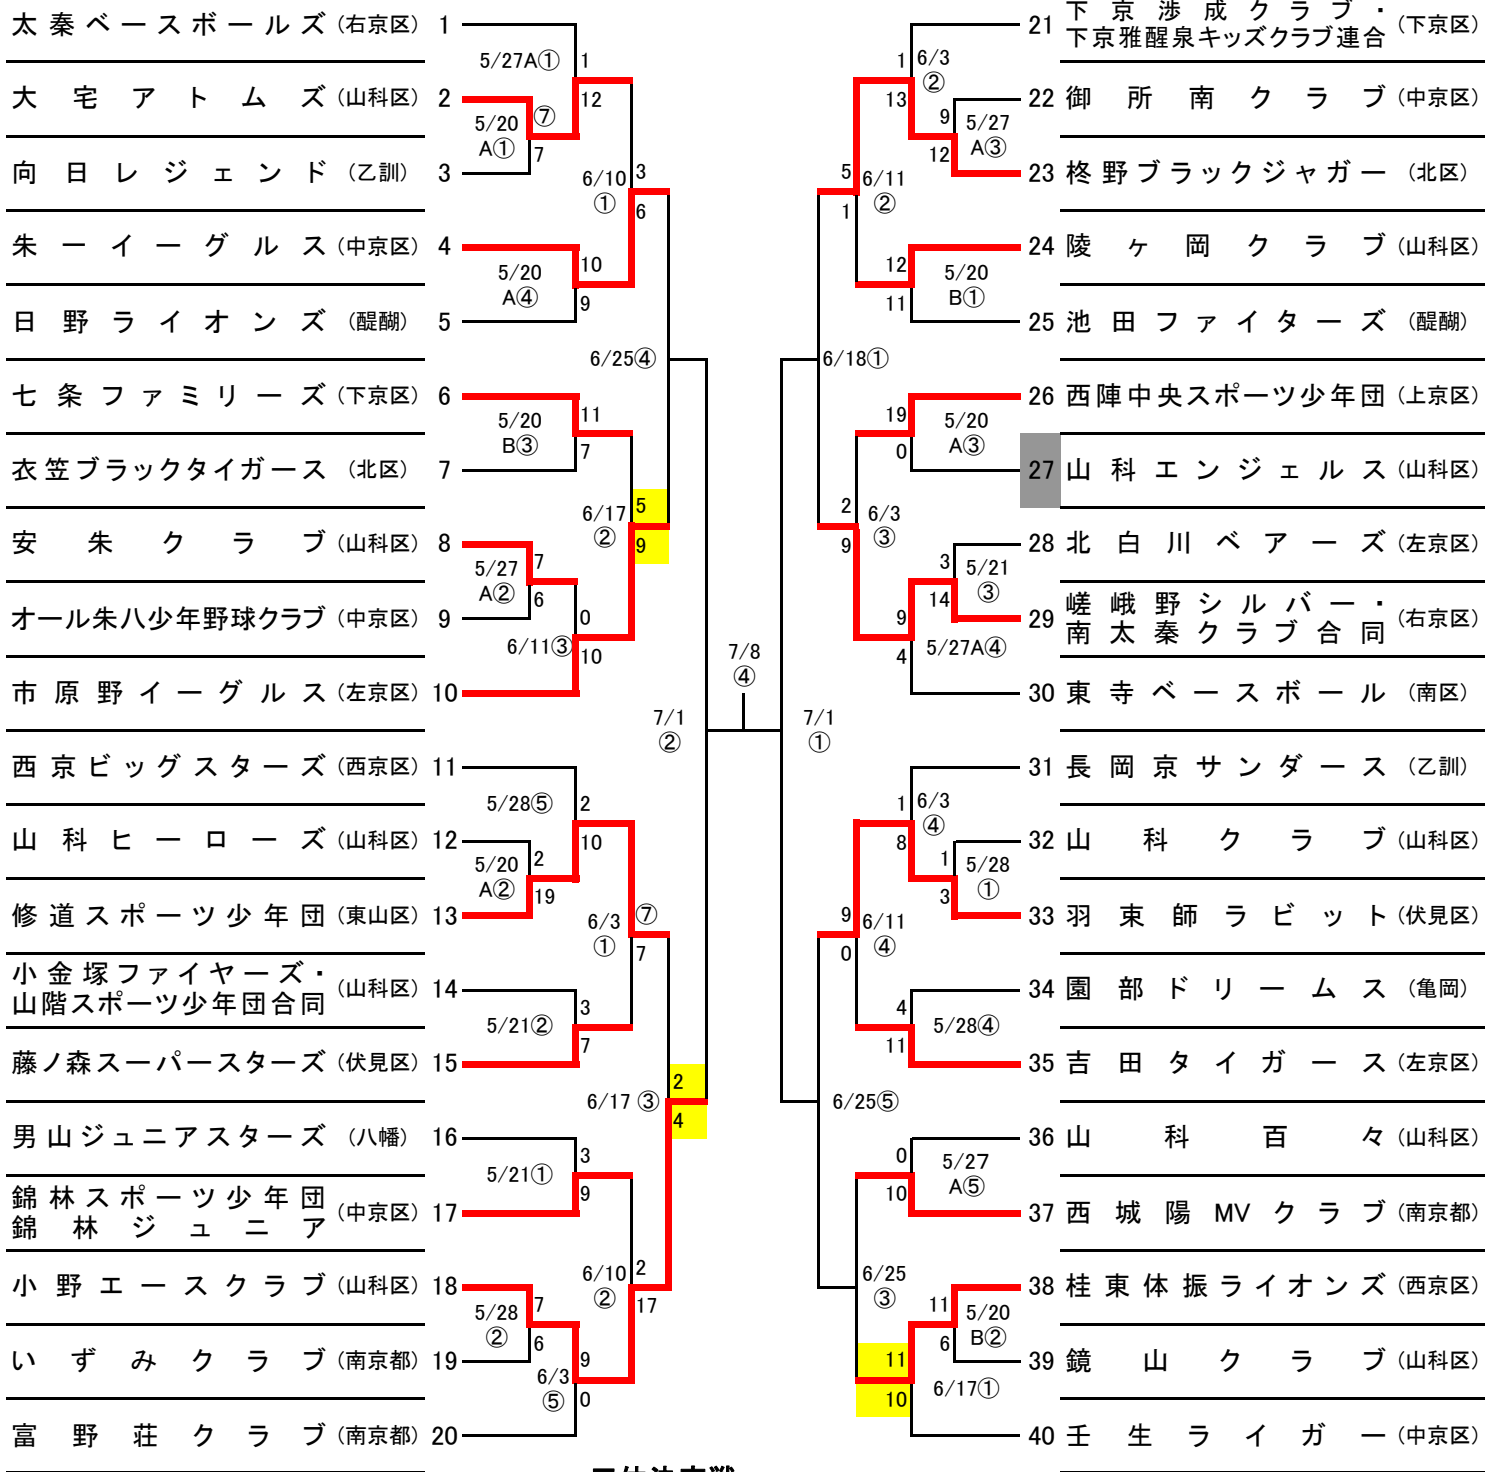 太秦ベースボールズ (右京区) 1
大宅アトムズ (山科区) 2
向日レジェンド (乙訓) 3
朱一イーグルス (中京区) 4
日野ライオンズ (醍醐) 5
七条ファミリーズ (下京区) 6
衣笠ブラックタイガース (北区) 7
安朱クラブ (山科区) 8
オール朱八少年野球クラブ (中京区) 9
市原野イーグルス (左京区) 10
西京ビッグスターズ (西京区) 11
山科ヒーローズ (山科区) 12
修道スポーツ少年団 (東山区) 13
小金塚ファイヤーズ・
山階スポーツ少年団合同 (山科区) 14
藤ノ森スーパースターズ (伏見区) 15
男山ジュニアスターズ (八幡) 16
錦林スポーツ少年団
錦林ジュニア (中京区) 17
小野エースクラブ (山科区) 18
いずみクラブ (南京都) 19
富野荘クラブ (南京都) 20
5/27A① 1
12
5/20 ⑦
A① 7
6/10 3
① 6
5/20 10
A④ 9
6/25④
5/20 11
B③ 7
6/17 5
② 9
5/27 7
A② 6
0
6/11③ 10
7/1
②
5/28⑤ 2
10
5/20 2
A② 19
6/3 ⑦
① 7
3
5/21② 7
6/17③ 2
4
3
5/21① 9
6/10 2
② 17
5/28 7
② 6
6/3 9
⑤ 0
7/8
④
7/1
①
1 6/3
13 ②
9 5/27
12 A③
5 6/11
1 ②
12 5/20
11 B①
6/18①
19 5/20
0 A③
2 6/3
9 ③
3 5/21
14 ③
9
4 5/27A④
1 6/3
8 ④
1 5/28
3 ①
9 6/11
0 ④
4
11 5/28④
6/25⑤
0 5/27
10 A⑤
6/25
③
11 5/20
6 B②
11
10 6/17①
21 下京渉成クラブ・
下京雅醒泉キッズクラブ連合 (下京区)
22 御所南クラブ (中京区)
23 柊野ブラックジャガー (北区)
24 陵ヶ岡クラブ (山科区)
25 池田ファイターズ (醍醐)
26 西陣中央スポーツ少年団 (上京区)
27 山科エンジェルス (山科区)
28 北白川ベアーズ (左京区)
29 嵯峨野シルバー・
南太秦クラブ合同 (右京区)
30 東寺ベースボール (南区)
31 長岡京サンダース (乙訓)
32 山科クラブ (山科区)
33 羽束師ラビット (伏見区)
34 園部ドリームス (亀岡)
35 吉田タイガース (左京区)
36 山科百々 (山科区)
37 西城陽MVクラブ (南京都)
38 桂東体振ライオンズ (西京区)
39 鏡山クラブ (山科区)
40 壬生ライガー (中京区)